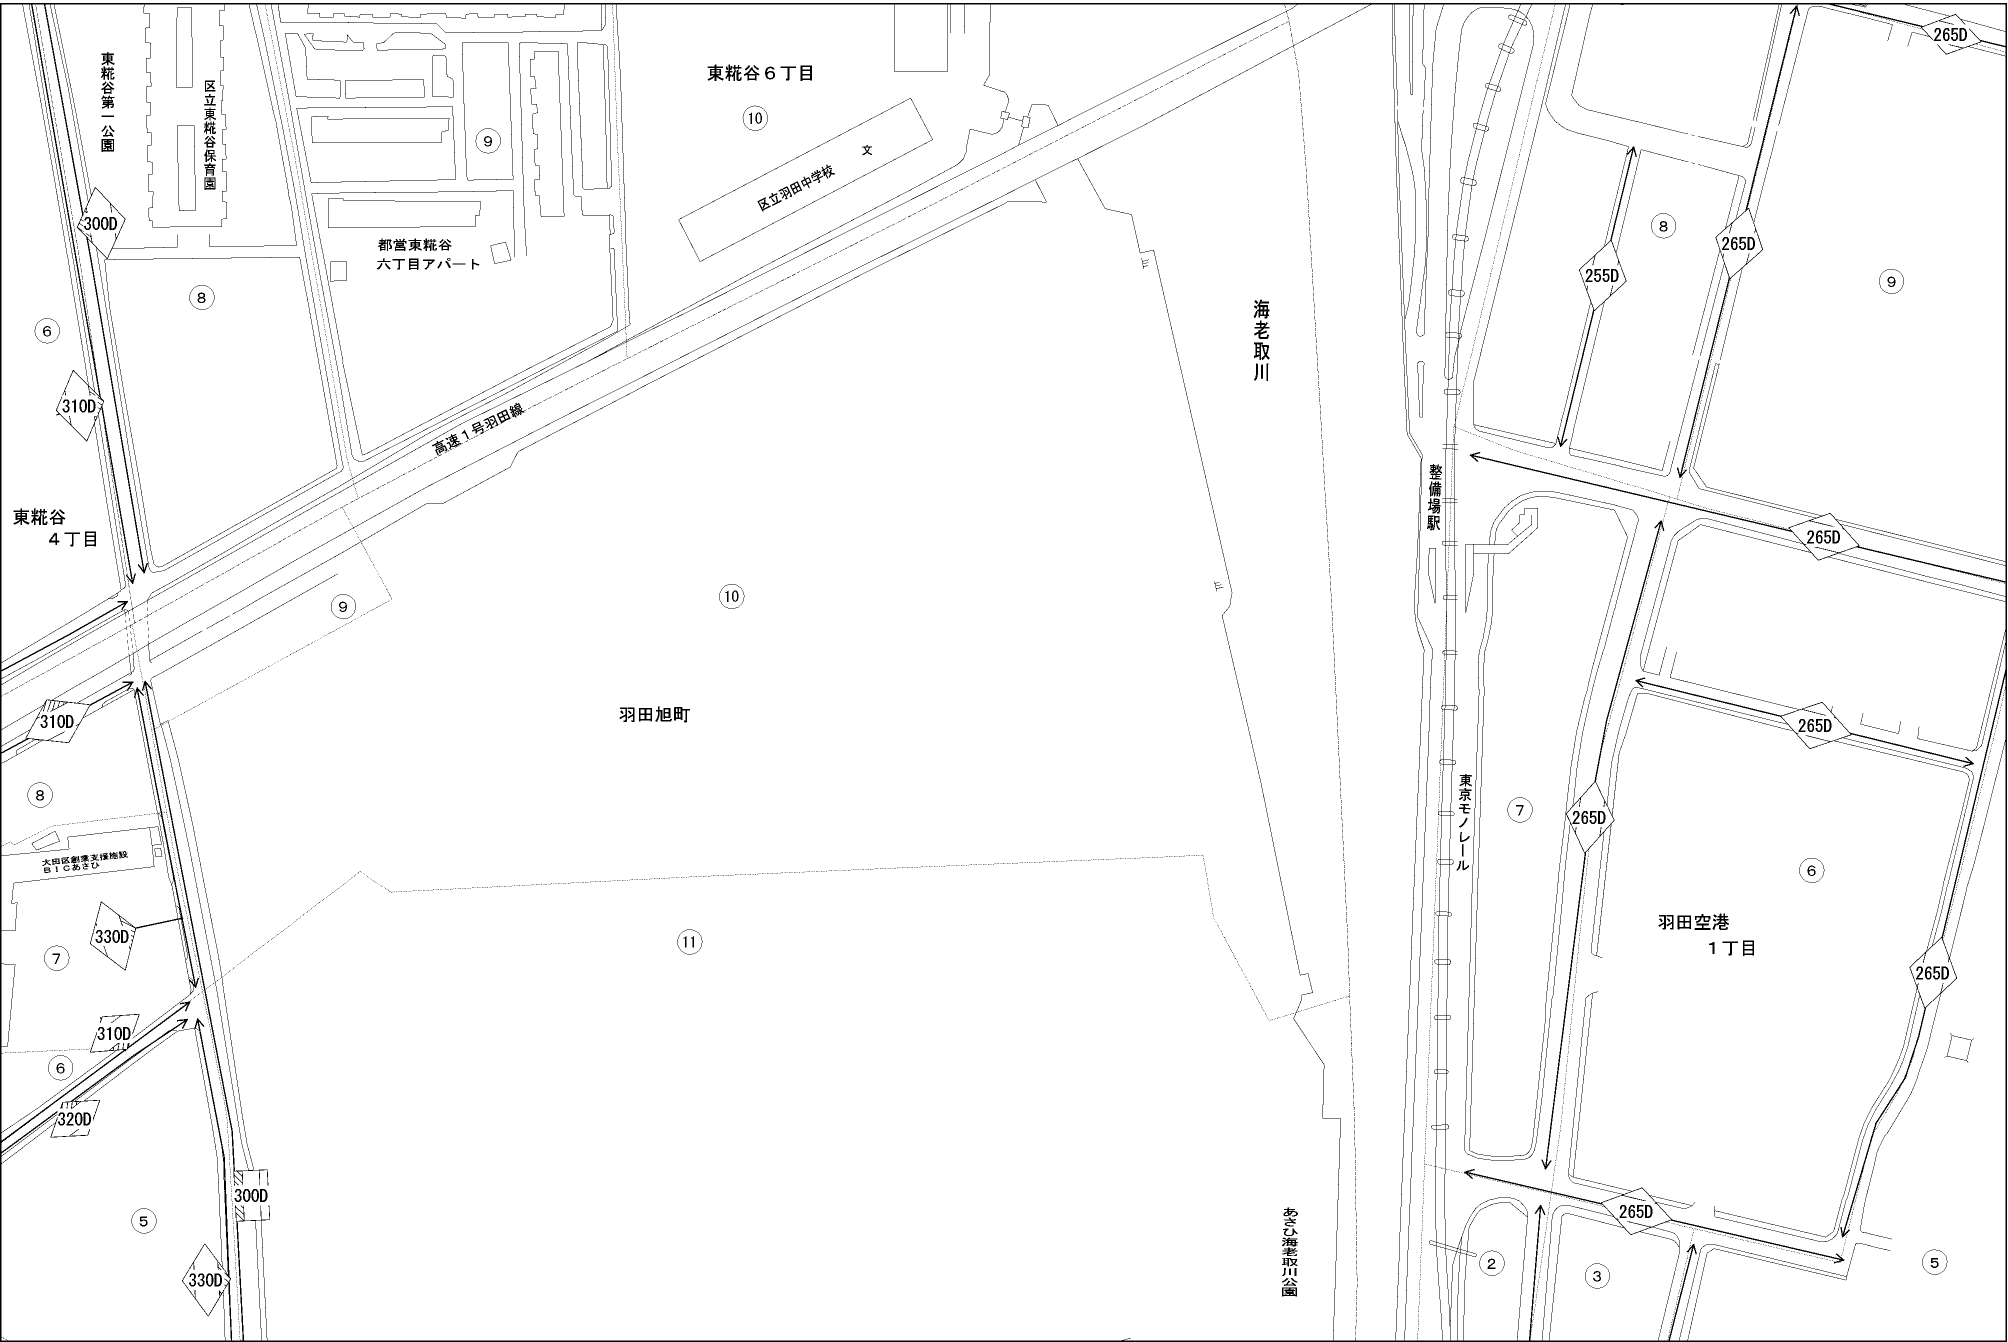 東糀谷第一公園
区立東糀谷保育園
東糀谷６丁目
⑩
⑨
区立羽田中学校
文
265D
300D
⑧
都営東糀谷
六丁目アパート
⑧
265D
255D
⑨
⑥
海老取川
310D
高速１号羽田線
整備場駅
東糀谷
４丁目
265D
⑨
⑩
310D
羽田旭町
265D
⑧
東京モノレール
⑦
265D
大田区創業支援施設
ＢＩＣあさひ
⑥
330D
⑪
羽田空港
１丁目
⑦
265D
310D
⑥
320D
300D
⑤
あさひ海老取川公園
265D
330D
②
③
⑤